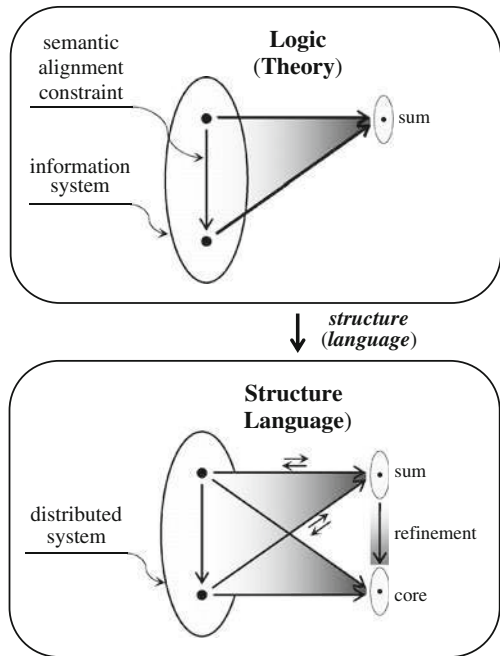 semantic
alignment
constraint
Logic
(Theory)
sum
information
system
structure
(language)
Structure
Language)
distributed
system
sum
refinement
core